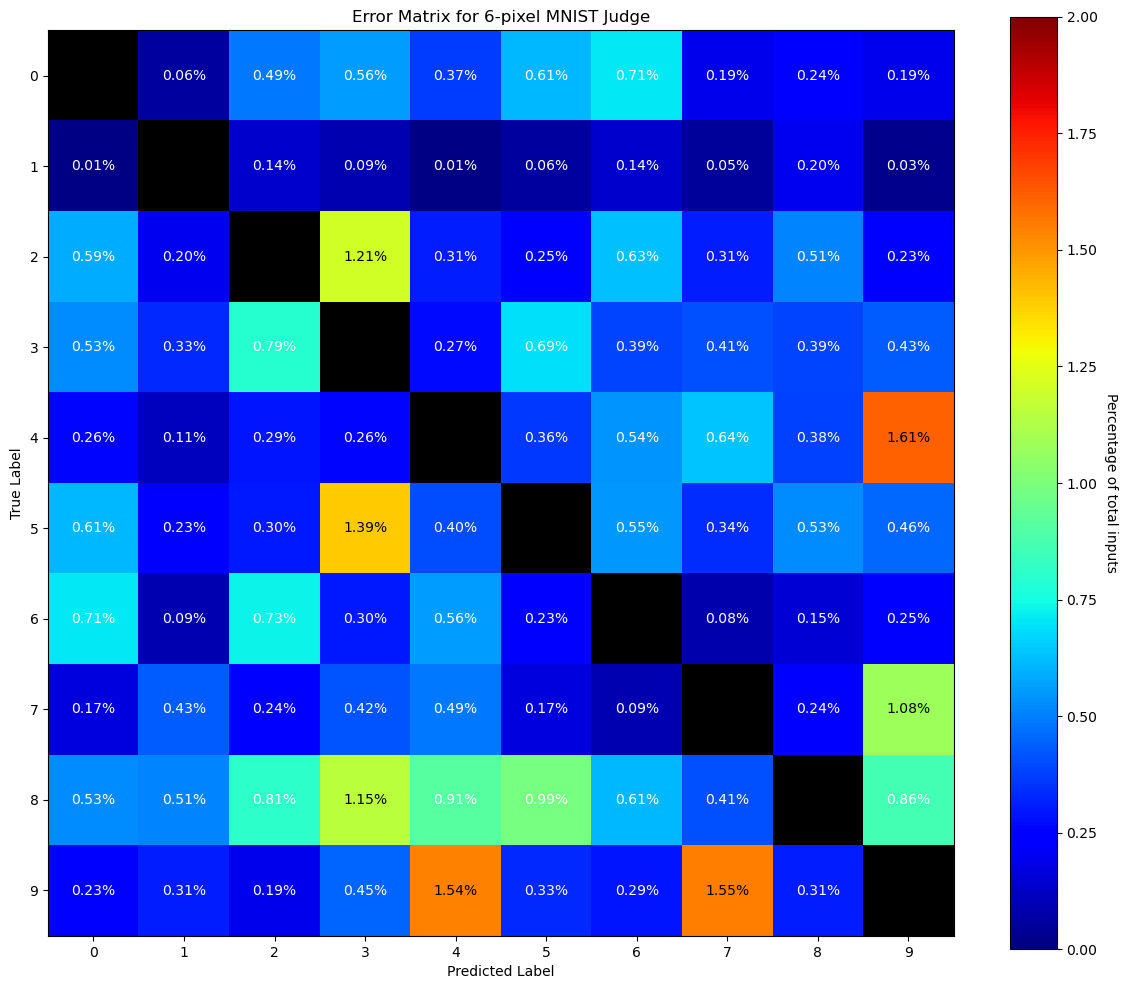 Error Matrix for 6-pixel MNIST Judge
0 0.06% 0.49% 0.56% 0.37% 0.61% 0.71% 0.19% 0.24% 0.19%
1 0.01% 0.14% 0.09% 0.01% 0.06% 0.14% 0.05% 0.20% 0.03%
2 0.59% 0.20% 1.21% 0.31% 0.25% 0.63% 0.31% 0.51% 0.23%
3 0.53% 0.33% 0.79% 0.27% 0.69% 0.39% 0.41% 0.39% 0.43%
4 0.26% 0.11% 0.29% 0.26% 0.36% 0.54% 0.64% 0.38% 1.61%
5 0.61% 0.23% 0.30% 1.39% 0.40% 0.55% 0.34% 0.53% 0.46%
6 0.71% 0.09% 0.73% 0.30% 0.56% 0.23% 0.08% 0.15% 0.25%
7 0.17% 0.43% 0.24% 0.42% 0.49% 0.17% 0.09% 0.24% 1.08%
8 0.53% 0.51% 0.81% 1.15% 0.91% 0.99% 0.61% 0.41% 0.86%
9 0.23% 0.31% 0.19% 0.45% 1.54% 0.33% 0.29% 1.55% 0.31%
0 1 2 3 4 5 6 7 8 9
Predicted Label
True Label
2.00
1.75
1.50
1.25
1.00
0.75
0.50
0.25
0.00
Percentage of total inputs